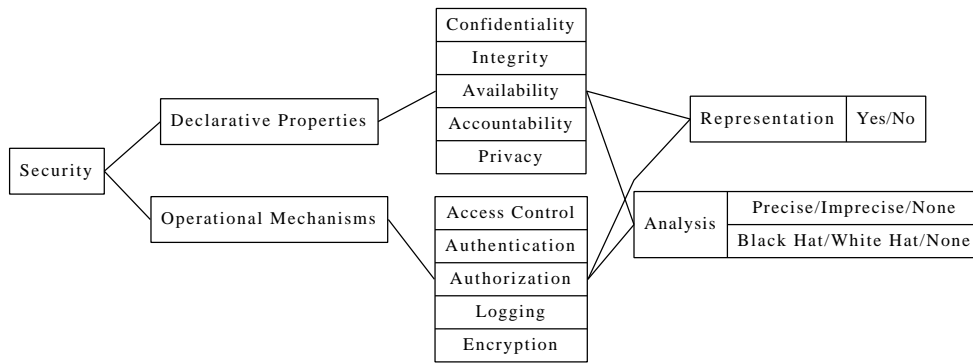 Security
Declarative Properties
Operational Mechanisms
Confidentiality
Integrity
Availability
Accountability
Privacy
Access Control
Authentication
Authorization
Logging
Encryption
Representation
Yes/No
Analysis
Precise/Imprecise/None
Black Hat/White Hat/None